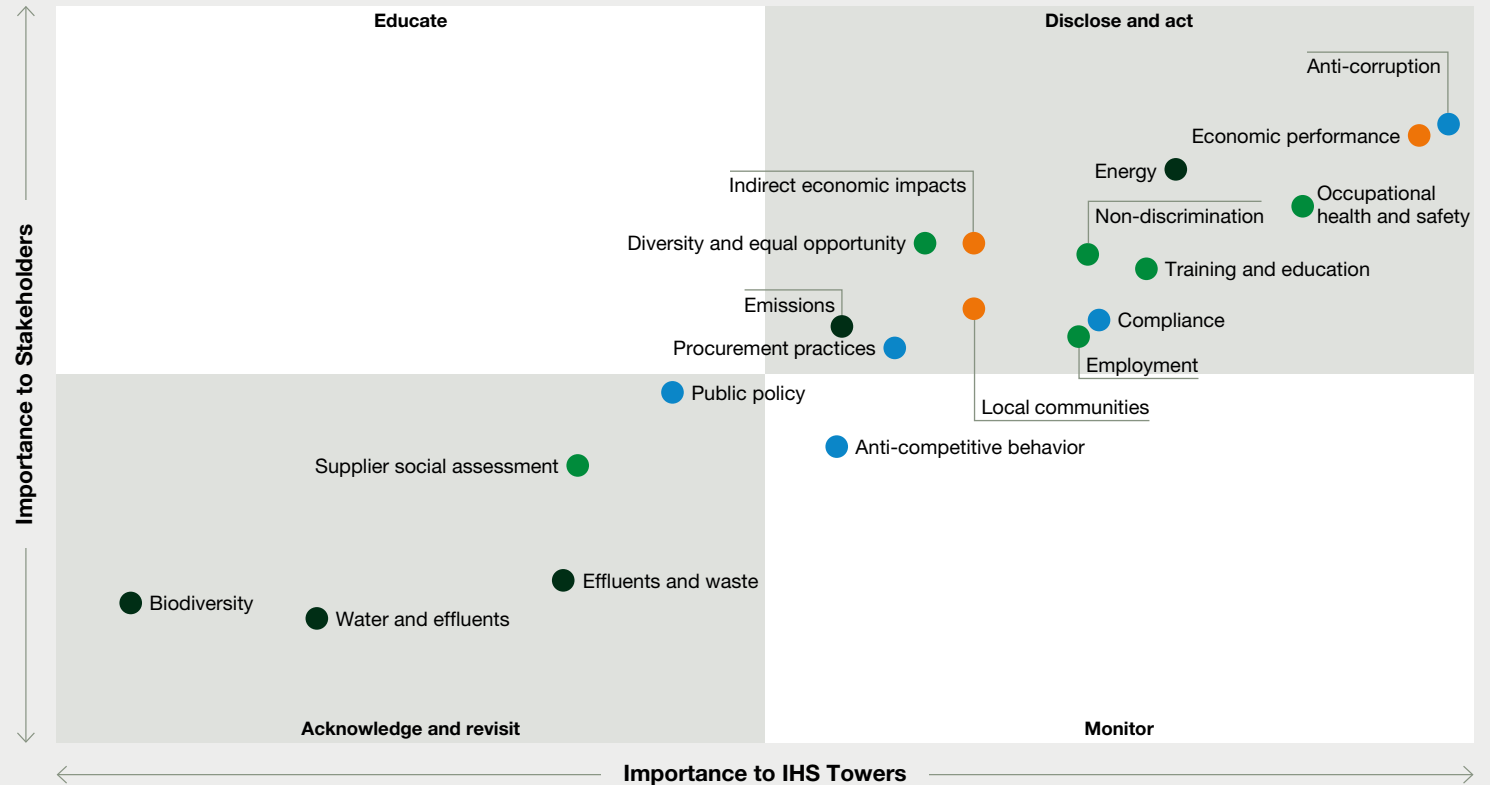 Educate
Disclose and act
Anti-corruption
Economic performance
Energy
Indirect economic impacts
Occupational
health and safety
Non-discrimination
Diversity and equal opportunity
Training and education
Emissions
Compliance
Procurement practices
Employment
Public policy
Local communities
Anti-competitive behavior
Supplier social assessment
Effluents and waste
Biodiversity
Water and effluents
Acknowledge and revisit
Monitor
Importance to Stakeholders
Importance to IHS Towers